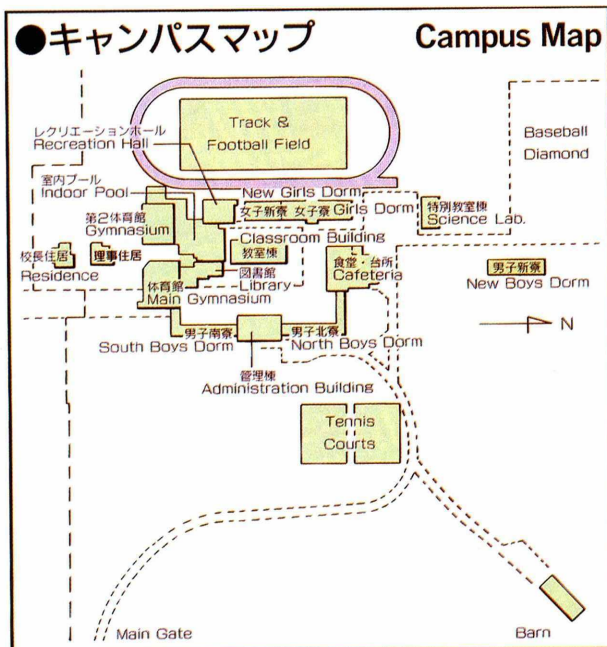 ●キャンパスマップ Campus Map
Track &
Football Field
Baseball
Diamond
レクリエーションホール
Recreation Hall
室内プール
Indoor Pool
New Girls Dorm
女子新寮 女子寮 Girls Dorm
特別教室棟
Science Lab.
第2体育館
Gymnasium
Classroom Building
教室棟
校長住居
理事住居
Residence
図書館
Library
食堂・台所
Cafeteria
体育館
Main Gymnasium
男子新寮
New Boys Dorm
男子南寮
South Boys Dorm
男子北寮
North Boys Dorm
N
管理棟
Administration Building
Tennis
Courts
Main Gate
Barn